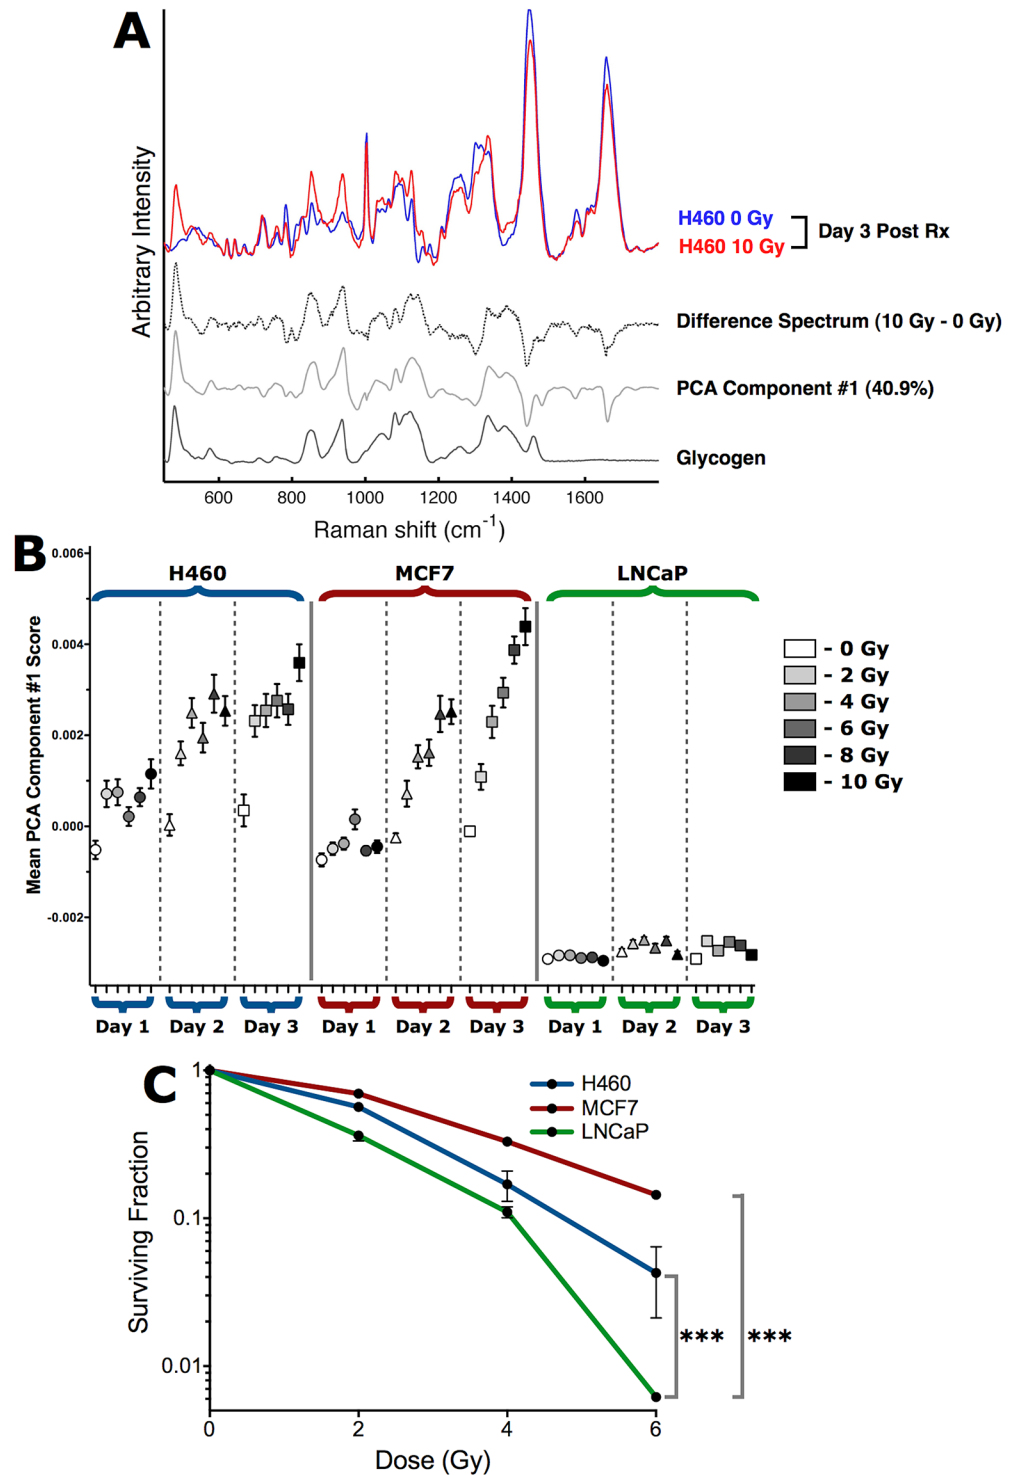 A
Arbitrary Intensity
H460 0 Gy
H460 10 Gy
Day 3 Post Rx
Difference Spectrum (10 Gy - 0 Gy)
PCA Component #1 (40.9%)
Glycogen
600 800 1000 1200 1400 1600
Raman shift (cm-1)
B
Mean PCA Component #1 Score
0.006
0.004
0.002
0.000
-0.002
H460 MCF7 LNCaP
- 0 Gy
- 2 Gy
- 4 Gy
- 6 Gy
- 8 Gy
- 10 Gy
Day 1 Day 2 Day 3 Day 1 Day 2 Day 3 Day 1 Day 2 Day 3
C
Surviving Fraction
1
0.1
0.01
H460
MCF7
LNCaP
*** ***
0 2 4 6
Dose (Gy)